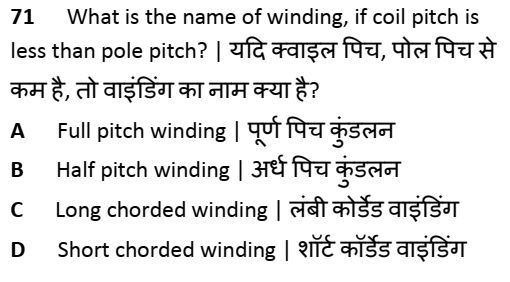 71 What is the name of winding, if coil pitch is
less than pole pitch? | यदि क्वाइल पिच, पोल पिच से
कम है, तो वाइंडिंग का नाम क्या है?
A Full pitch winding | पूर्ण पिच कुंडलन
B Half pitch winding | अर्ध पिच कुंडलन
C Long chorded winding | लंबी कोर्डेड वाइंडिंग
D Short chorded winding | शॉर्ट कॉर्डेड वाइंडिंग